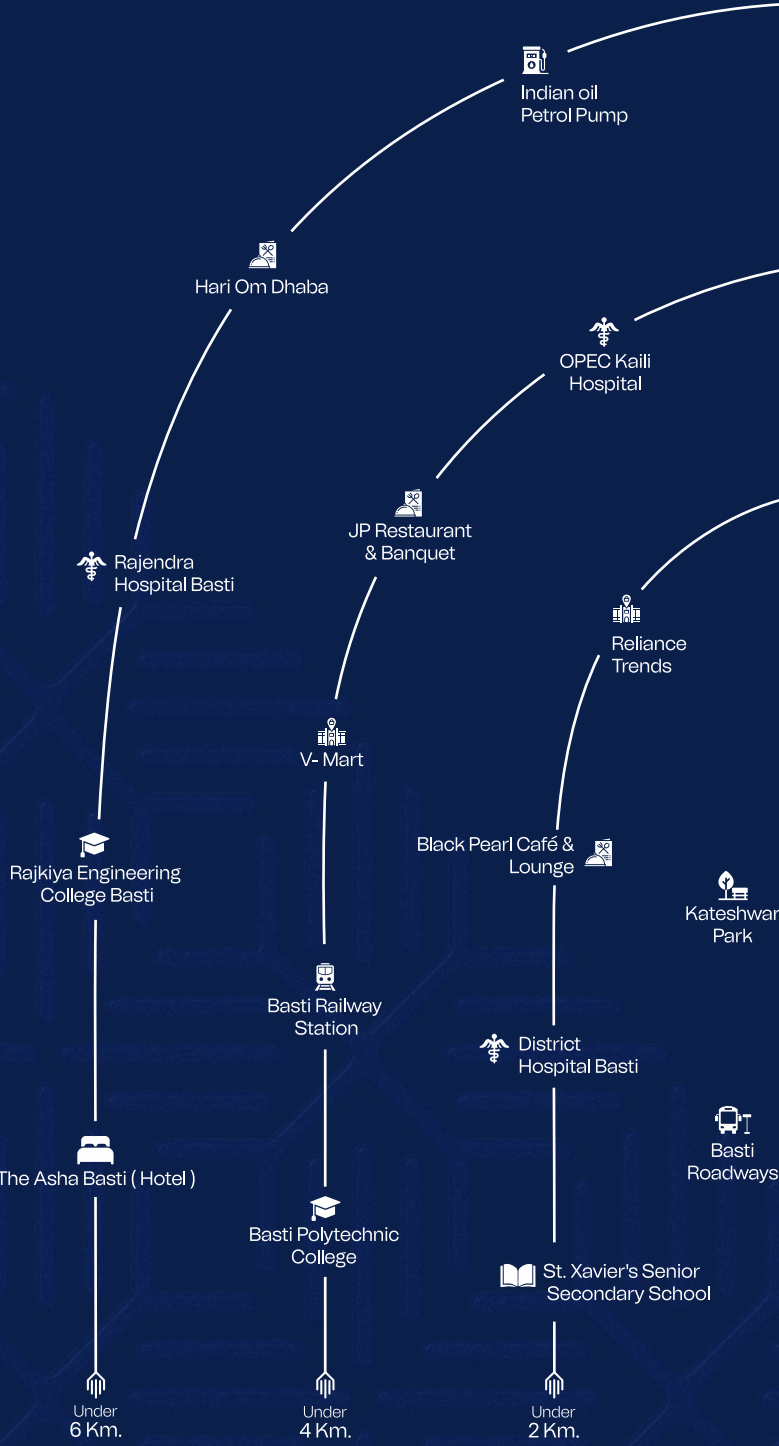 Indian oil
Petrol Pump
Hari Om Dhaba
OPEC Kaili
Hospital
JP Restaurant
& Banquet
Rajendra
Hospital Basti
Reliance
Trends
V- Mart
Black Pearl Café &
Lounge
Rajkiya Engineering
College Basti
Kateshwar
Park
Basti Railway
Station
District
Hospital Basti
The Asha Basti ( Hotel )
Basti
Roadways
Basti Polytechnic
College
St. Xavier's Senior
Secondary School
Under
6 Km.
Under
4 Km.
Under
2 Km.